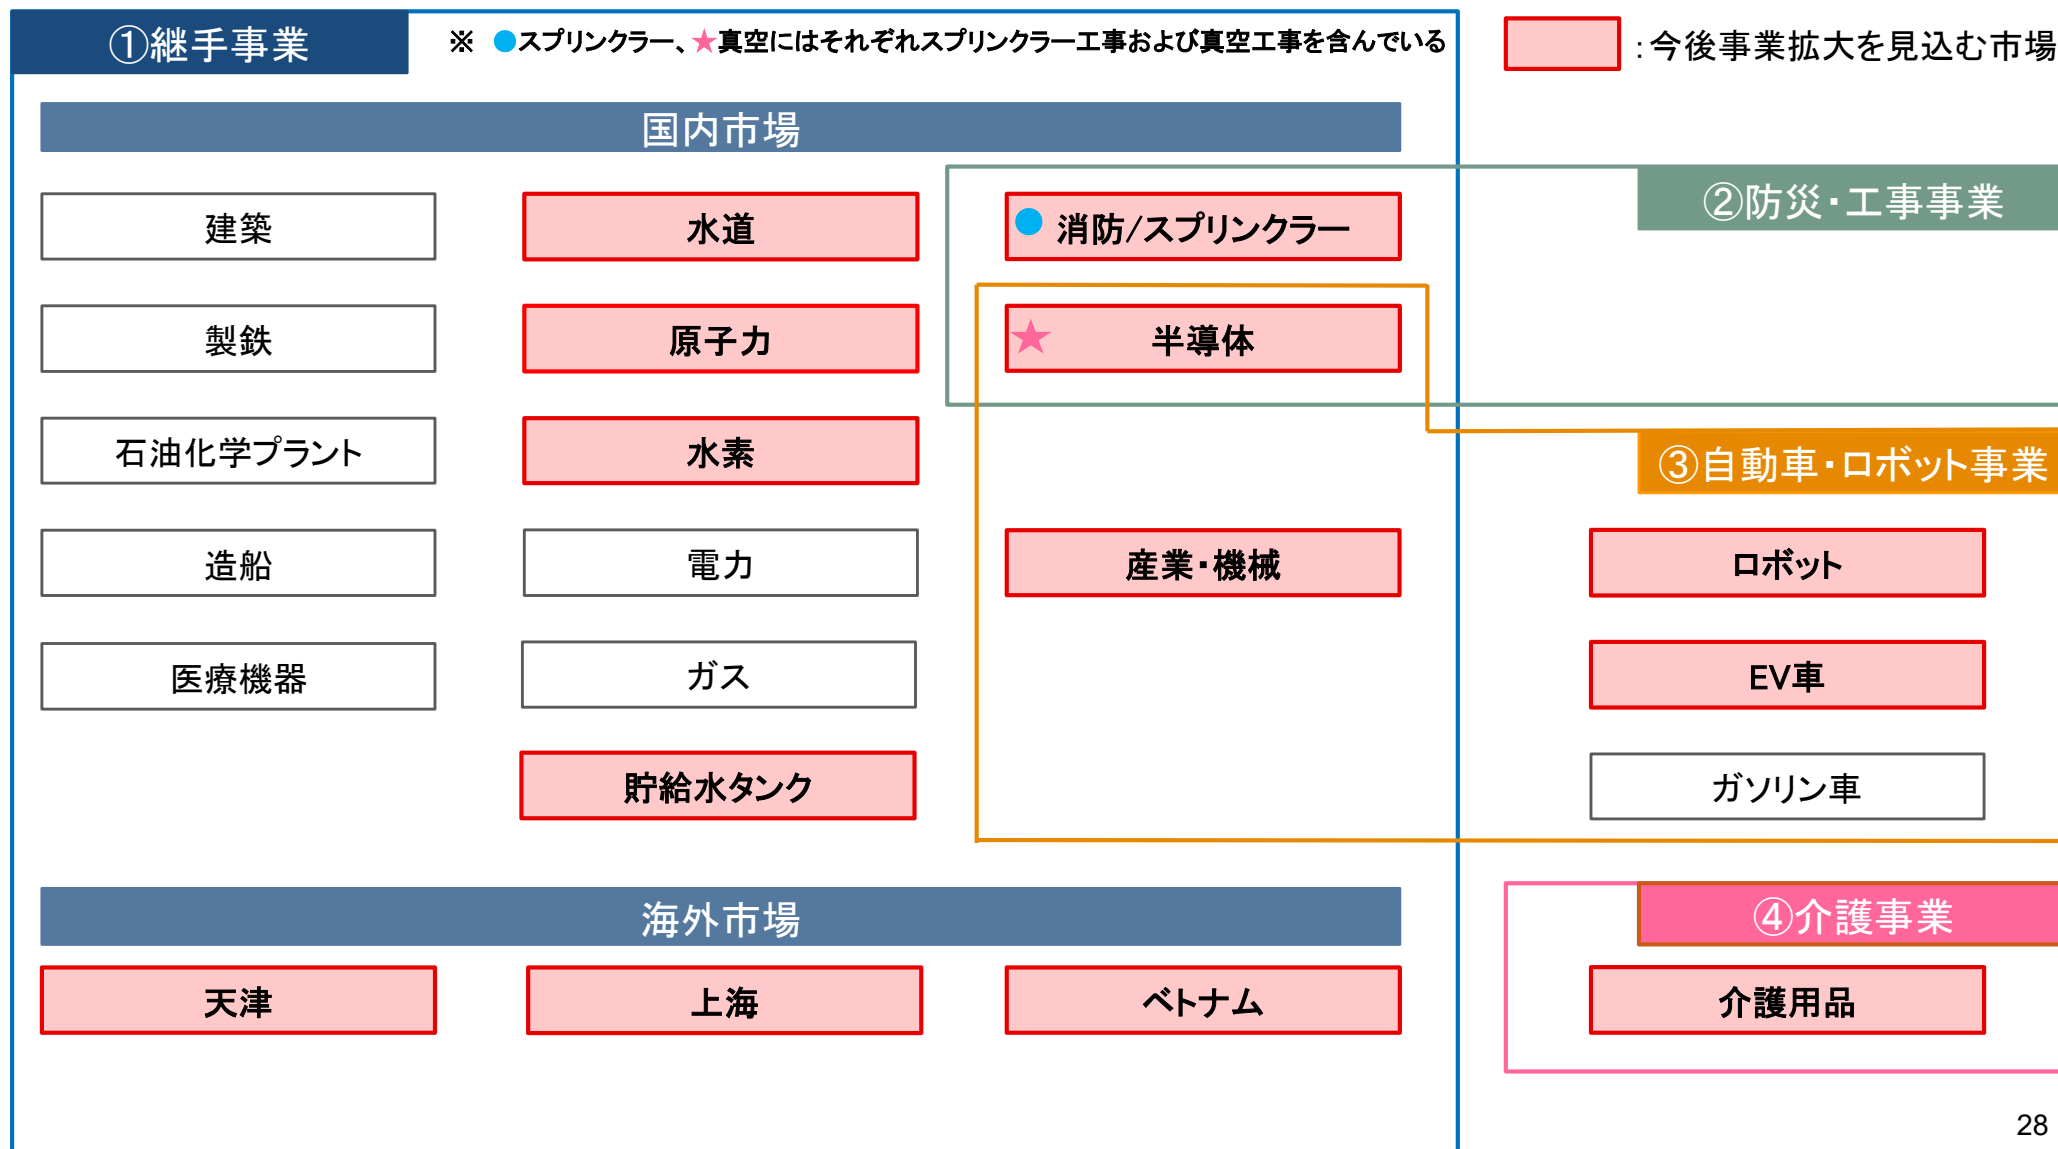 ①継手事業
※ ●スプリンクラー、★真空にはそれぞれスプリンクラー工事および真空工事を含んでいる
：今後事業拡大を見込む市場
国内市場
②防災・工事事業
建築
水道
●消防/スプリンクラー
製鉄
原子力
★ 半導体
石油化学プラント
水素
③自動車・ロボット事業
造船
電力
産業・機械
ロボット
医療機器
ガス
EV車
貯給水タンク
ガソリン車
海外市場
④介護事業
天津
上海
ベトナム
介護用品
28